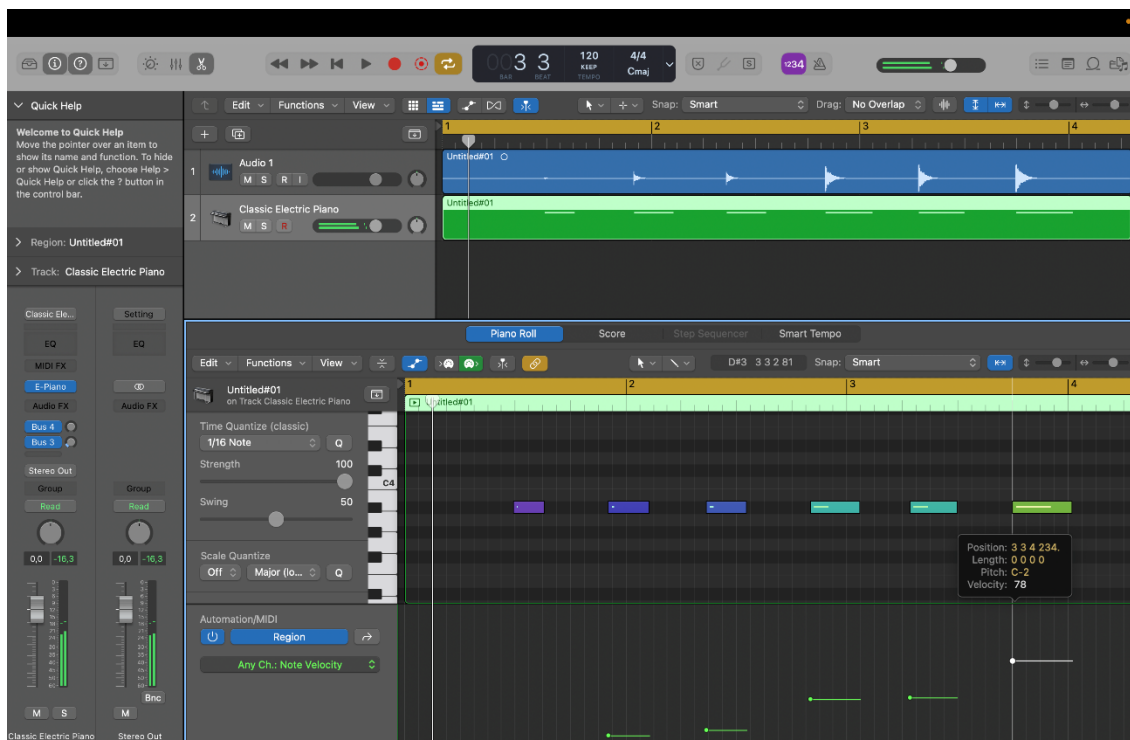 3 3
BAR BEAT
120
KEEP
TEMPO
4/4
Cmaj
S
1234
Quick Help
Welcome to Quick Help
Move the pointer over an item to
show its name and function. To hide
or show Quick Help, choose Help >
Quick Help or click the ? button in
the control bar.
Region: Untitled#01
Track: Classic Electric Piano
Edit Functions View Snap: Smart Drag: No Overlap
1 2 3 4
1 Audio 1
M S R I
Untitled#01
2 Classic Electric Piano
M S R
Untitled#01
Classic Ele... Setting
EQ EQ
MIDI FX
E-Piano
Audio FX Audio FX
Bus 4
Bus 3
Stereo Out
Group Group
Read Read
0,0 -16,3 0,0 -16,3
Bnc
M S M
Classic Electric Piano Stereo Out
Piano Roll Score Step Sequencer Smart Tempo
Edit Functions View D#3 3 3 2 81 Snap: Smart
Untitled#01
on Track Classic Electric Piano
1 2 3 4
Untitled#01
Time Quantize (classic)
1/16 Note Q
Strength 100
C4
Swing 50
Scale Quantize
Off Major (lo... Q
Position: 3 3 4 234.
Length: 0 0 0 0
Pitch: C-2
Velocity: 78
Automation/MIDI
Region
Any Ch.: Note Velocity